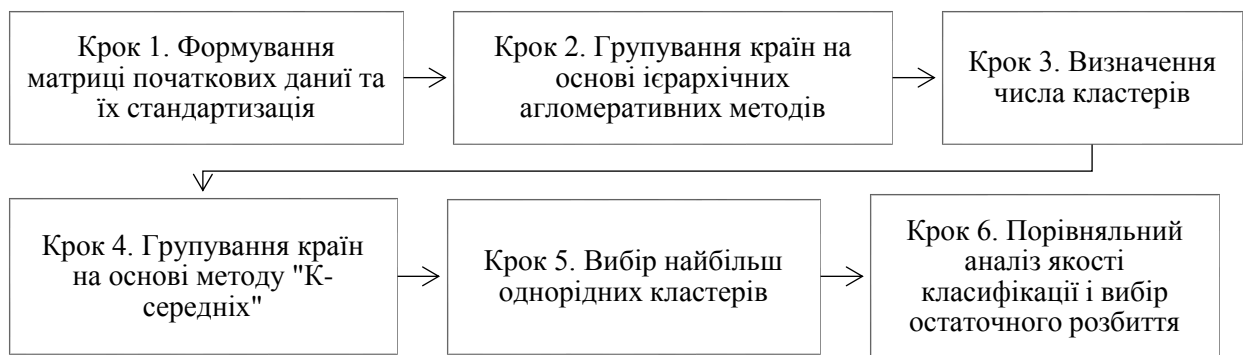 Крок 1. Формування
матриці початкових даниї та
їх стандартизація
Крок 2. Групування країн на
основі ієрархічних
агломеративних методів
Крок 3. Визначення
числа кластерів
Крок 4. Групування країн
на основі методу "К-
середніх"
Крок 5. Вибір найбільш
однорідних кластерів
Крок 6. Порівняльний
аналіз якості
класифікації і вибір
остаточного розбиття